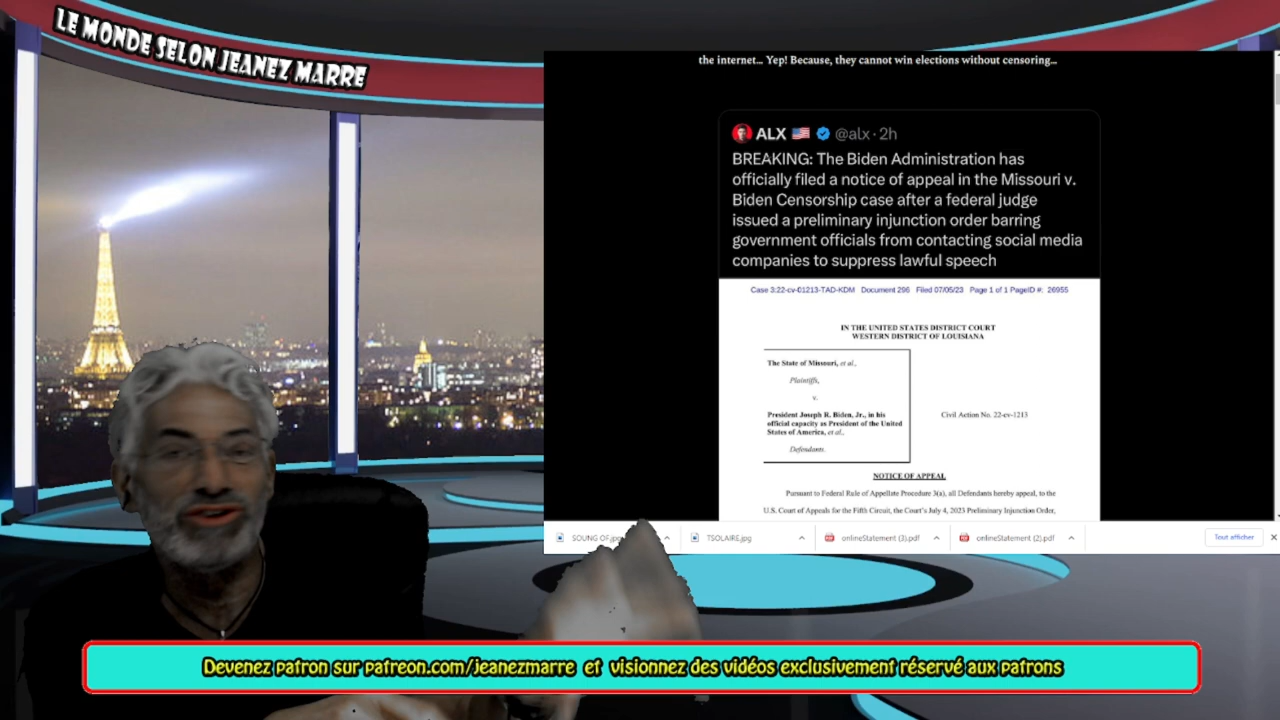 LE MONDE SELON JEANEZ MARRE
the internet... Yep! Because, they cannot win elections without censoring...
ALX 🇺🇸 @alx · 2h
BREAKING: The Biden Administration has
officially filed a notice of appeal in the Missouri v.
Biden Censorship case after a federal judge
issued a preliminary injunction order barring
government officials from contacting social media
companies to suppress lawful speech
Case 3:22-cv-01213-TAD-KDM Document 296 Filed 07/05/23 Page 1 of 1 PageID #: 26955
IN THE UNITED STATES DISTRICT COURT
WESTERN DISTRICT OF LOUISIANA
The State of Missouri, et al.,
Plaintiffs,
v.
President Joseph R. Biden, Jr., in his
official capacity as President of the United
States of America, et al.,
Defendants.
Civil Action No. 22-cv-1213
NOTICE OF APPEAL
Pursuant to Federal Rule of Appellate Procedure 3(a), all Defendants hereby appeal, to the
U.S. Court of Appeals for the Fifth Circuit, the Court's July 4, 2023 Preliminary Injunction Order,
SOUNG OF.jpg TSOLAIRE.jpg onlineStatement (3).pdf onlineStatement (2).pdf Tout afficher
Devenez patron sur patreon.com/jeanezmarre et visionnez des vidéos exclusivement réservé aux patrons